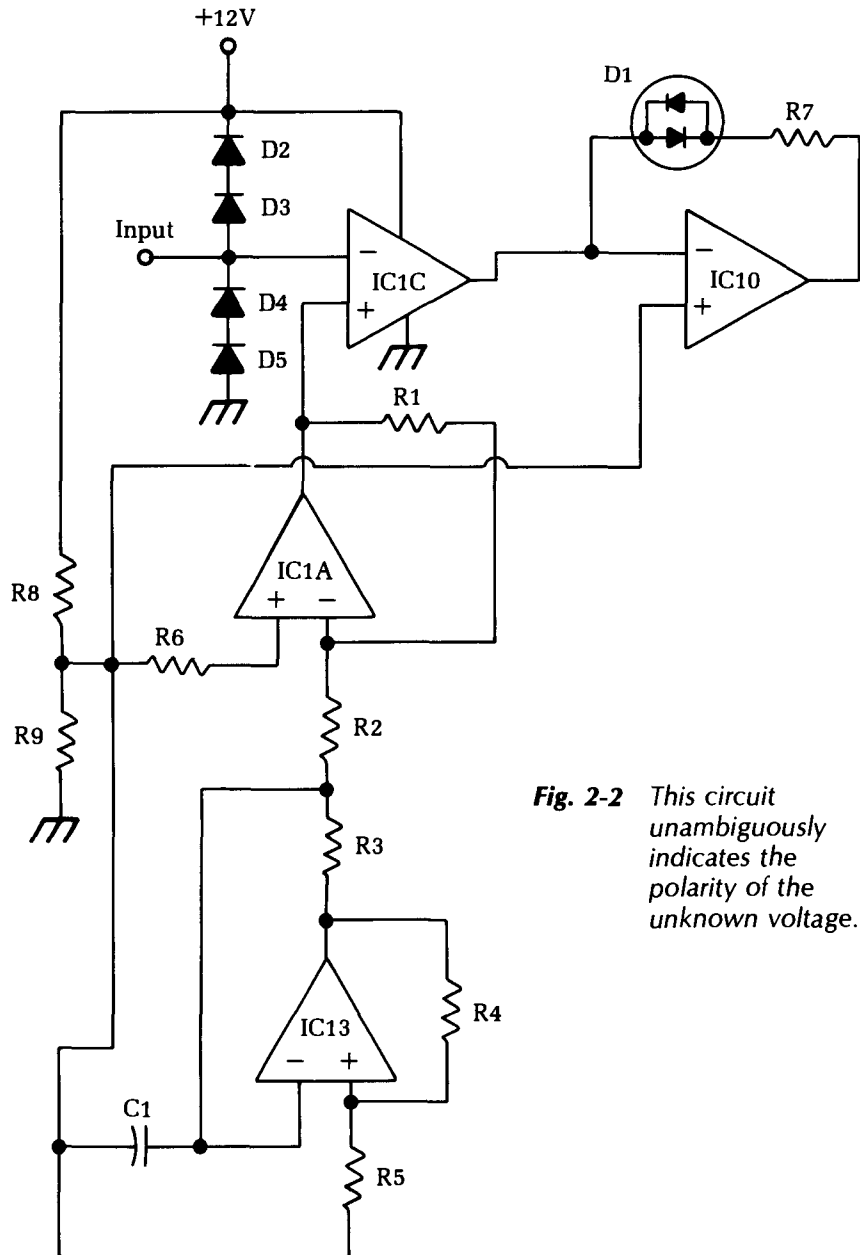 +12V
D1
R7
D2
D3
Input
−
IC1C
+
−
IC10
+
D4
D5
R1
IC1A
+ −
R8
R6
R9
R2
R3
Fig. 2-2 This circuit
unambiguously
indicates the
polarity of the
unknown voltage.
R4
IC13
− +
C1
R5